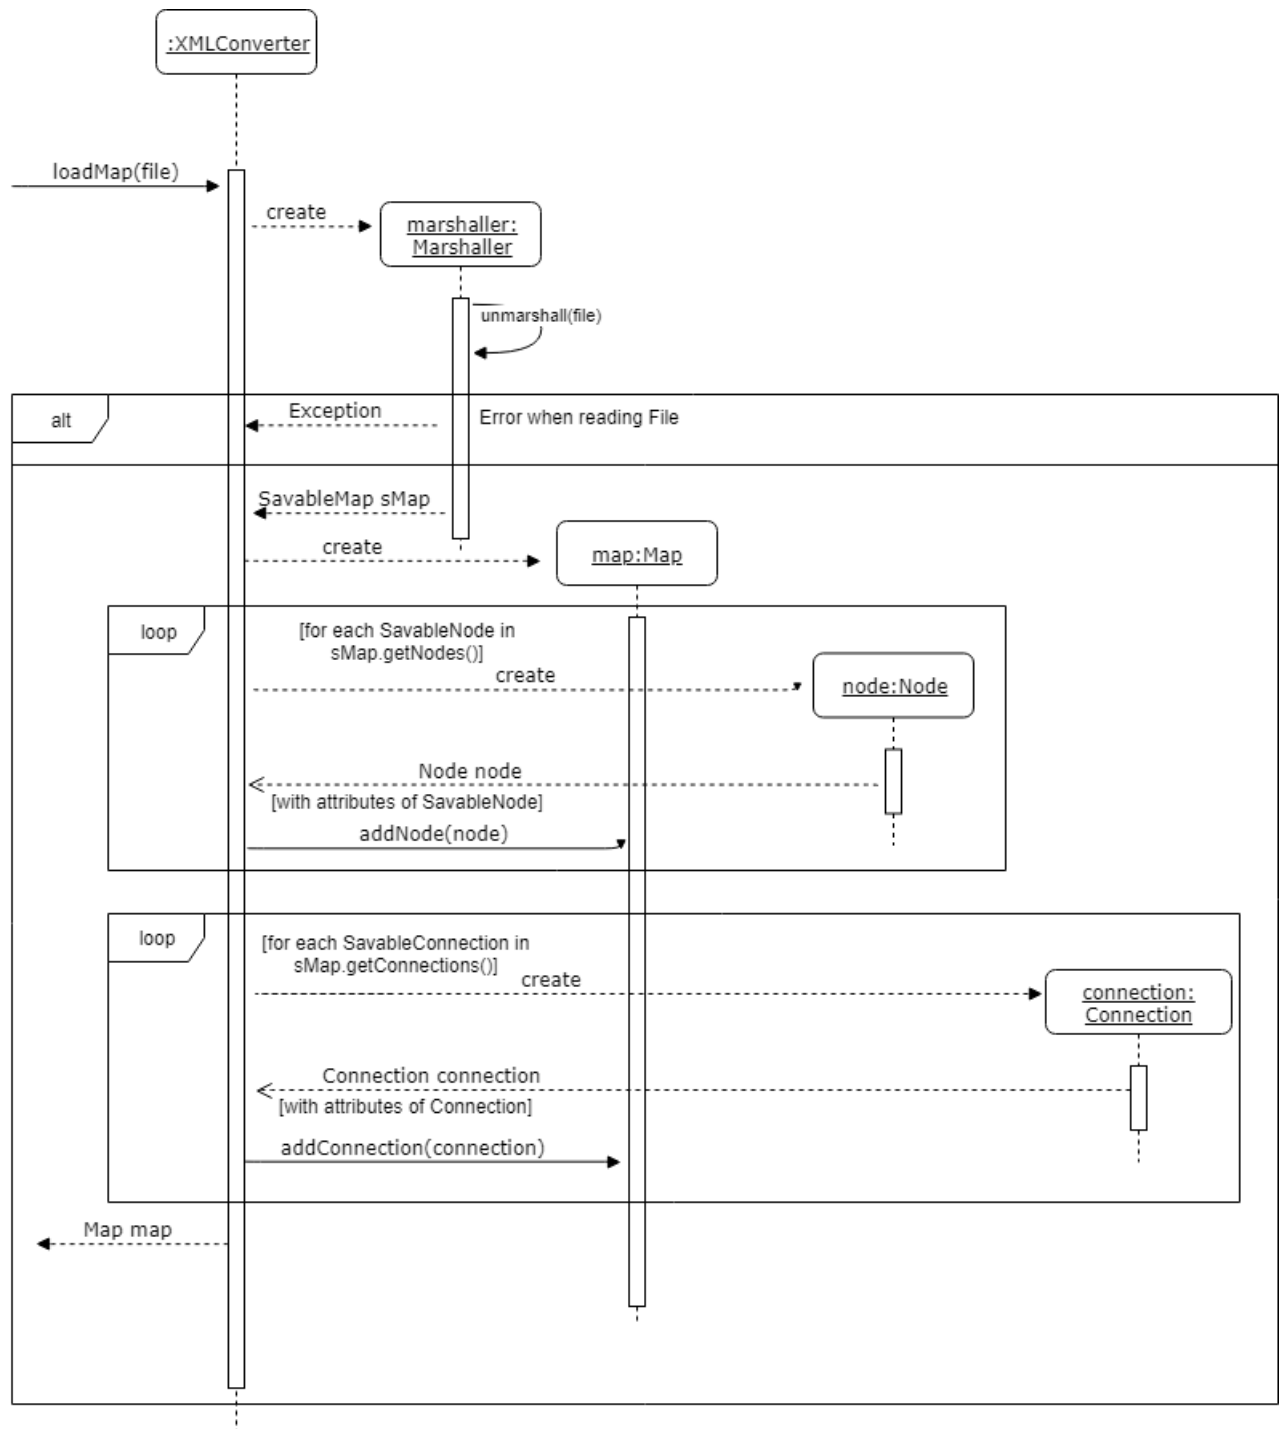 :XMLConverter
loadMap(file)
create
marshaller:
Marshaller
unmarshall(file)
alt
Exception
Error when reading File
SavableMap sMap
create
map:Map
loop
[for each SavableNode in
sMap.getNodes()]
create
node:Node
Node node
[with attributes of SavableNode]
addNode(node)
loop
[for each SavableConnection in
sMap.getConnections()]
create
connection:
Connection
Connection connection
[with attributes of Connection]
addConnection(connection)
Map map